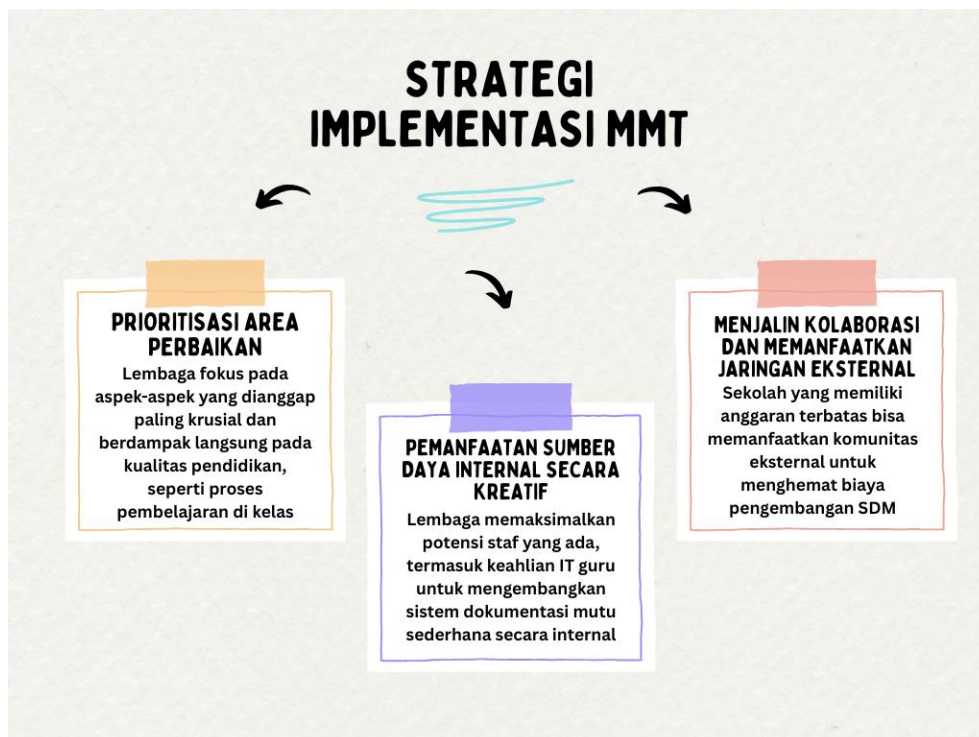 STRATEGI
IMPLEMENTASI MMT
PRIORITISASI AREA
PERBAIKAN
Lembaga fokus pada
aspek-aspek yang dianggap
paling krusial dan
berdampak langsung pada
kualitas pendidikan,
seperti proses
pembelajaran di kelas
PEMANFAATAN SUMBER
DAYA INTERNAL SECARA
KREATIF
Lembaga memaksimalkan
potensi staf yang ada,
termasuk keahlian IT guru
untuk mengembangkan
sistem dokumentasi mutu
sederhana secara internal
MENJALIN KOLABORASI
DAN MEMANFAATKAN
JARINGAN EKSTERNAL
Sekolah yang memiliki
anggaran terbatas bisa
memanfaatkan komunitas
eksternal untuk
menghemat biaya
pengembangan SDM